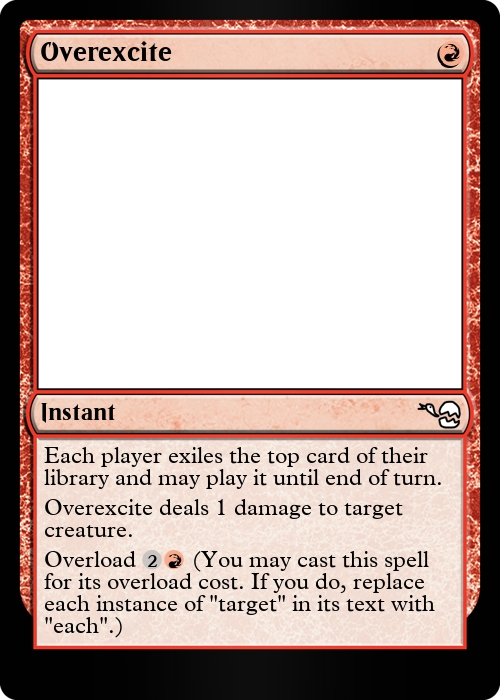 Overexcite
Instant
Each player exiles the top card of their
library and may play it until end of turn.
Overexcite deals 1 damage to target
creature.
Overload 2 (You may cast this spell
for its overload cost. If you do, replace
each instance of "target" in its text with
"each".)